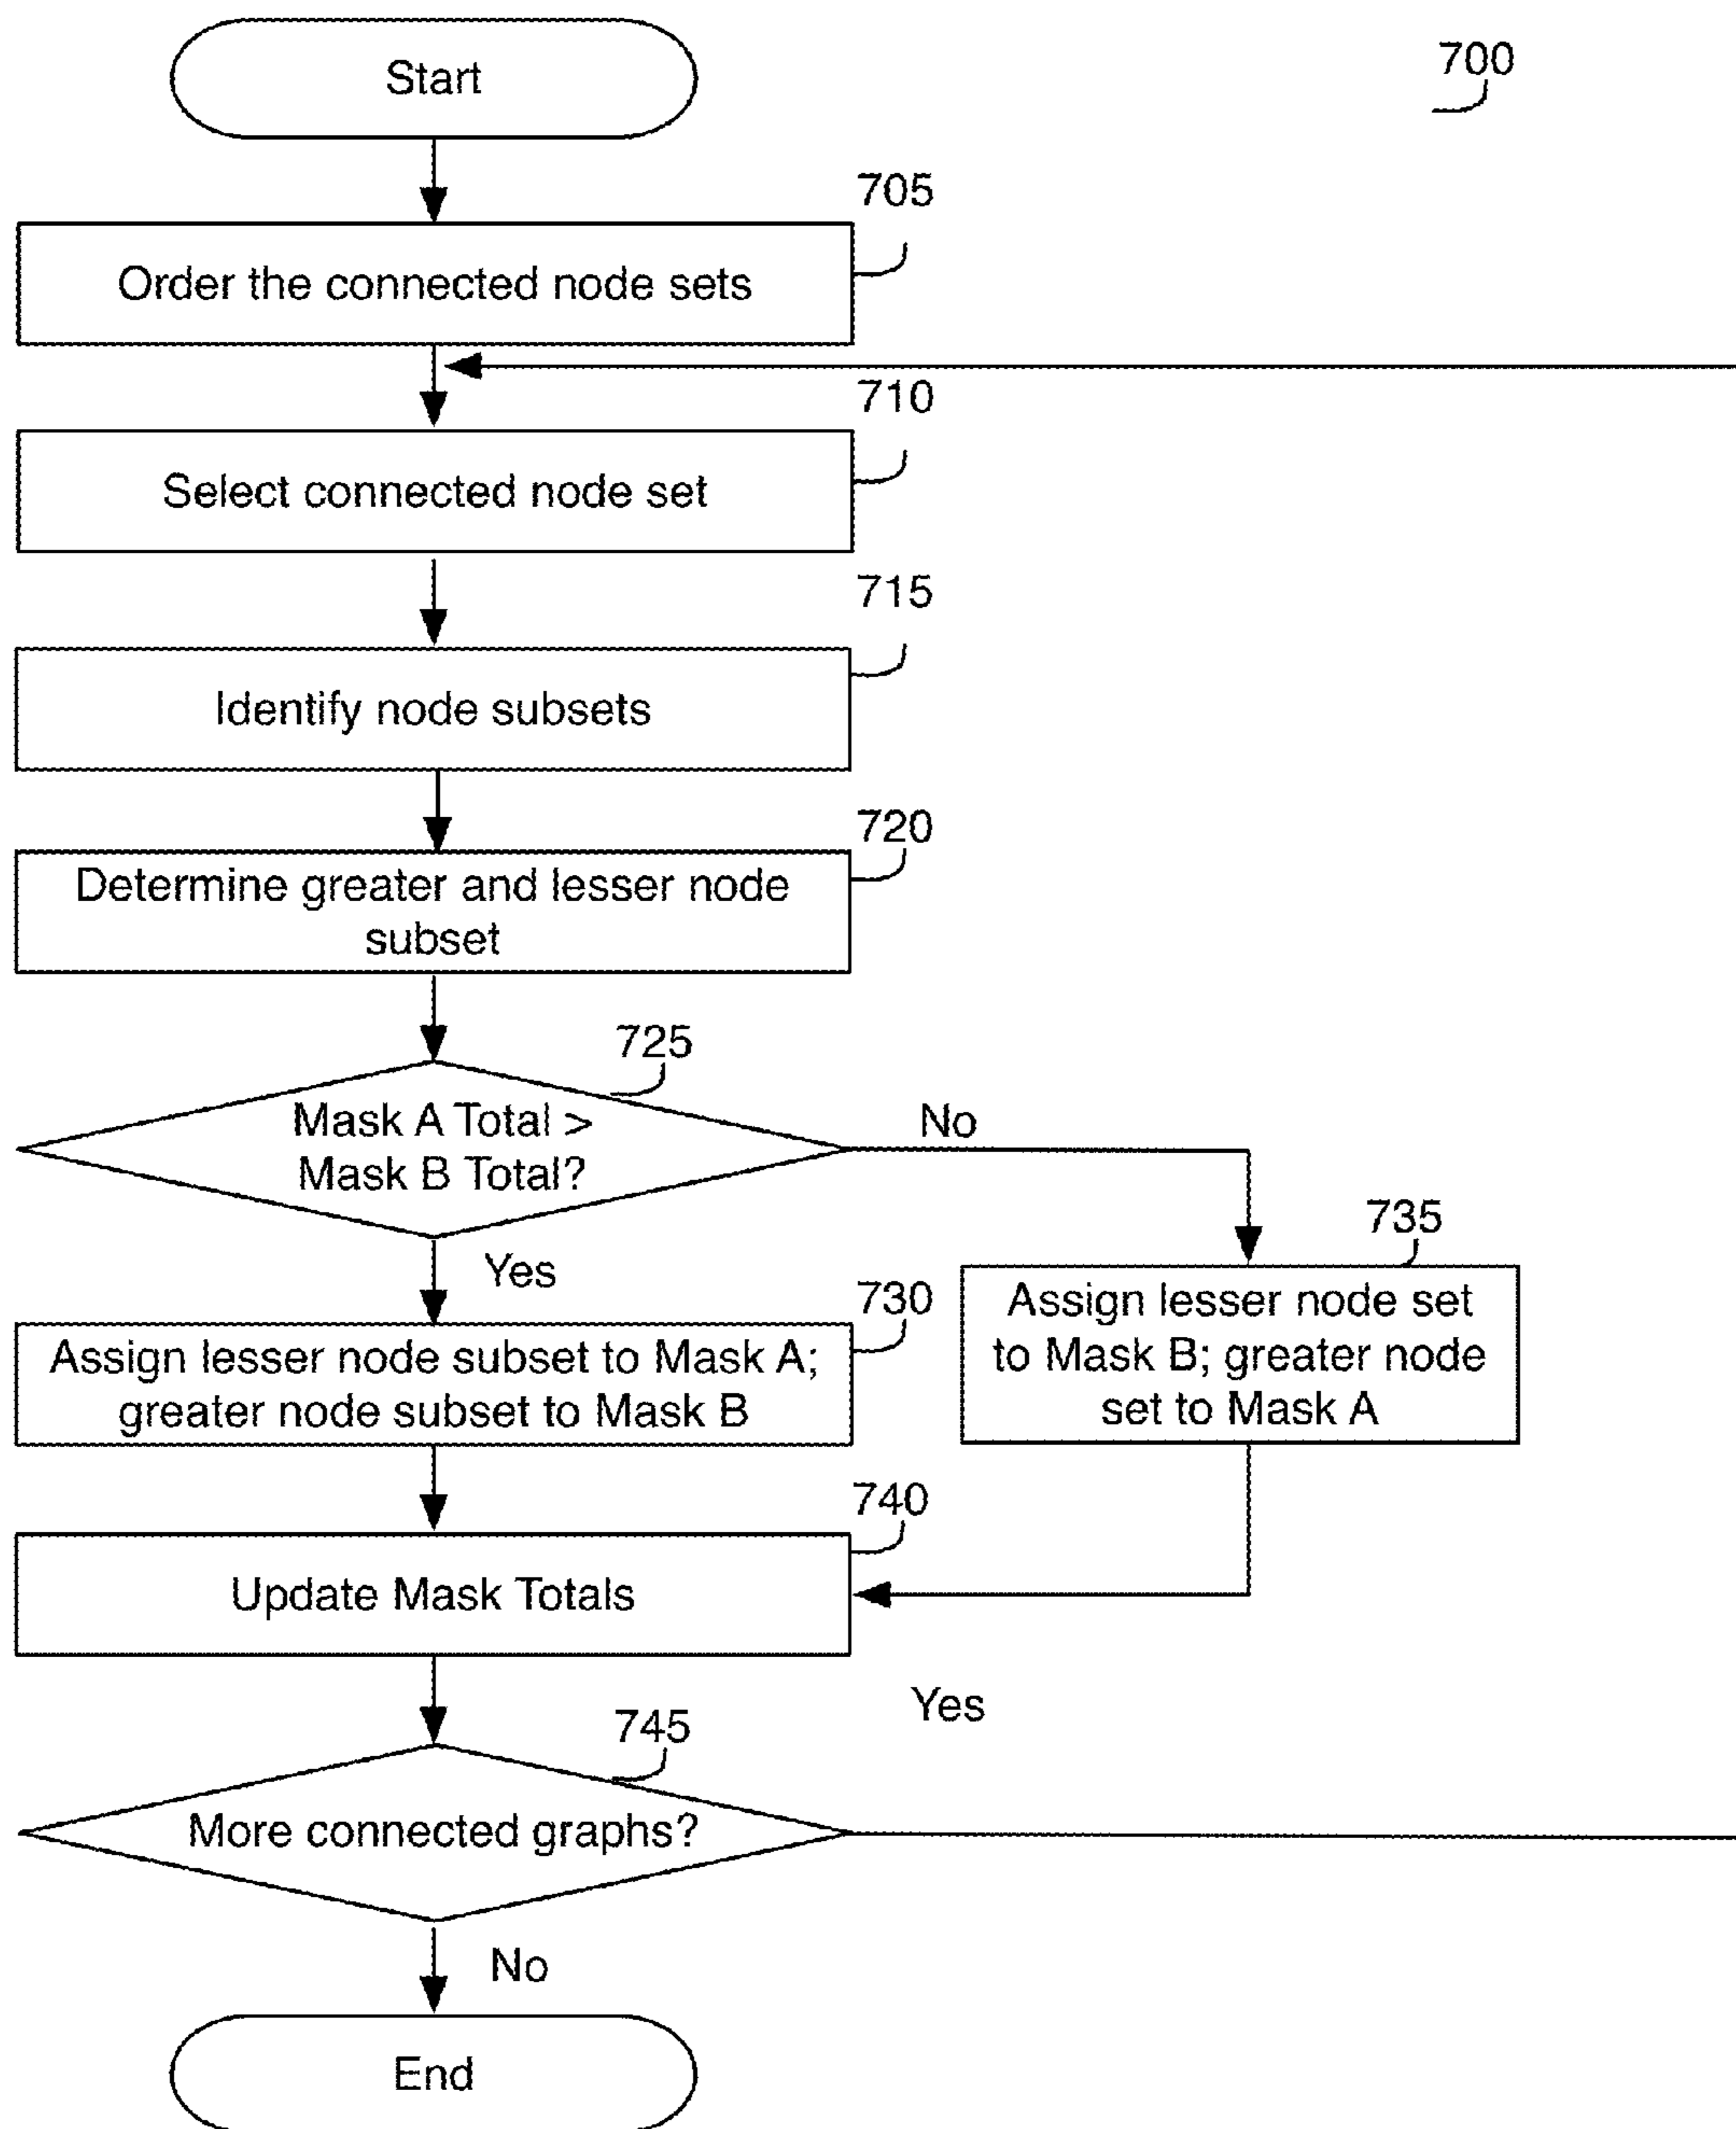 Start
700
705
Order the connected node sets
710
Select connected node set
715
Identify node subsets
720
Determine greater and lesser node
subset
725
Mask A Total >
Mask B Total?
No
Yes
730
Assign lesser node subset to Mask A;
greater node subset to Mask B
735
Assign lesser node set
to Mask B; greater node
set to Mask A
740
Update Mask Totals
Yes
745
More connected graphs?
No
End